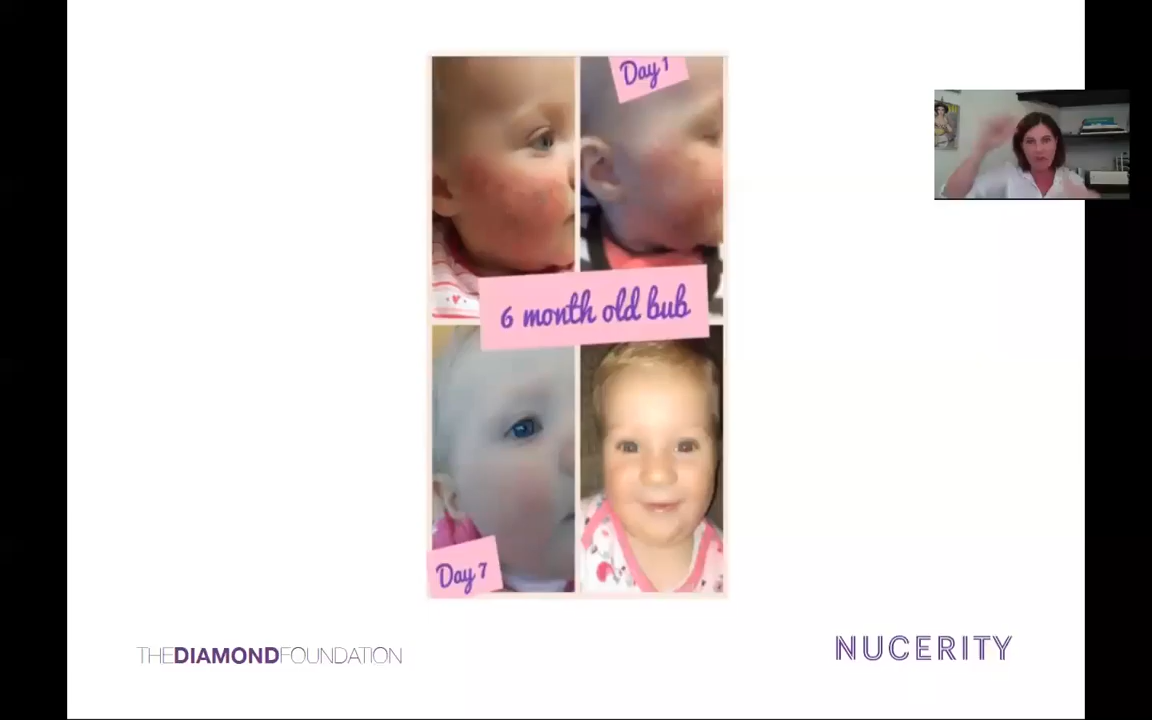 Day 1
6 month old bub
Day 7
THEDIAMONDFOUNDATION
NUCERITY